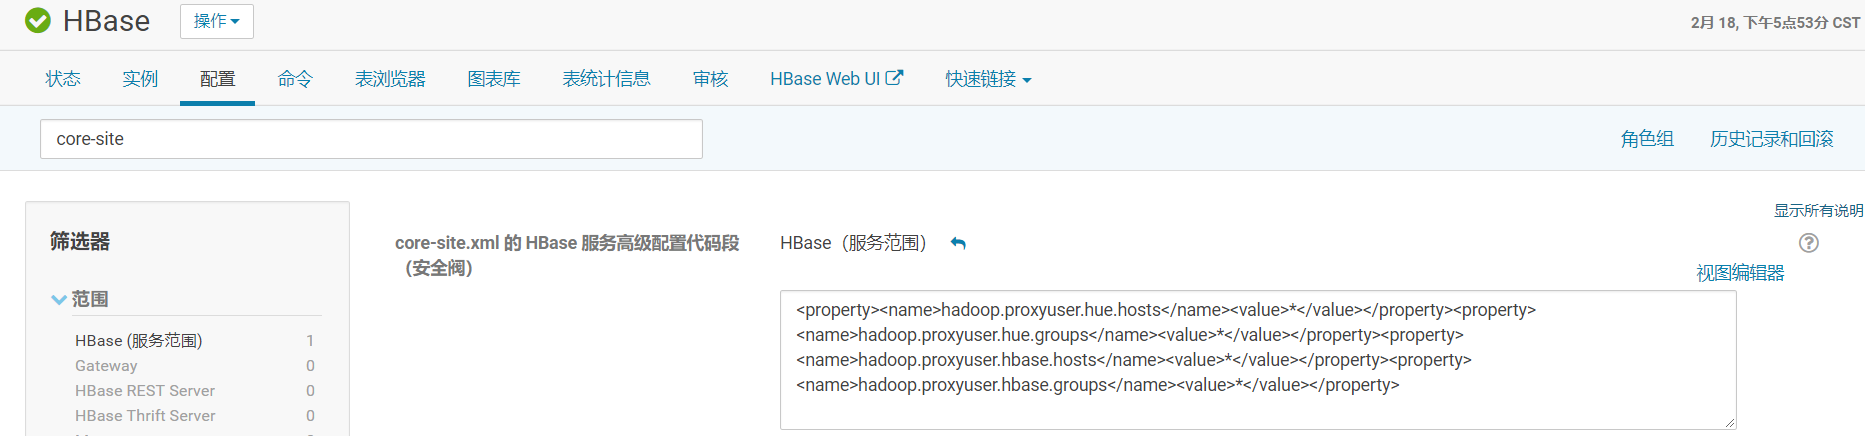 HBase
操作
2月 18, 下午5点53分 CST
状态 实例 配置 命令 表浏览器 图表库 表统计信息 审核 HBase Web UI 快速链接
core-site
角色组 历史记录和回滚
显示所有说明
筛选器
core-site.xml 的 HBase 服务高级配置代码段
（安全阀）
HBase（服务范围）
?
视图编辑器
范围
HBase (服务范围) 1
Gateway 0
HBase REST Server 0
HBase Thrift Server 0
<property><name>hadoop.proxyuser.hue.hosts</name><value>*</value></property><property>
<name>hadoop.proxyuser.hue.groups</name><value>*</value></property><property>
<name>hadoop.proxyuser.hbase.hosts</name><value>*</value></property><property>
<name>hadoop.proxyuser.hbase.groups</name><value>*</value></property>